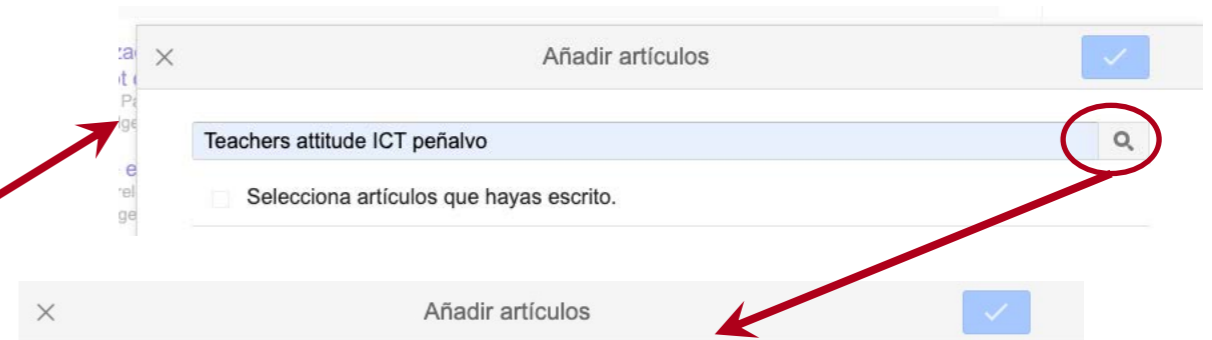 Añadir artículos
Teachers attitude ICT peñalvo
Selecciona artículos que hayas escrito.
Añadir artículos